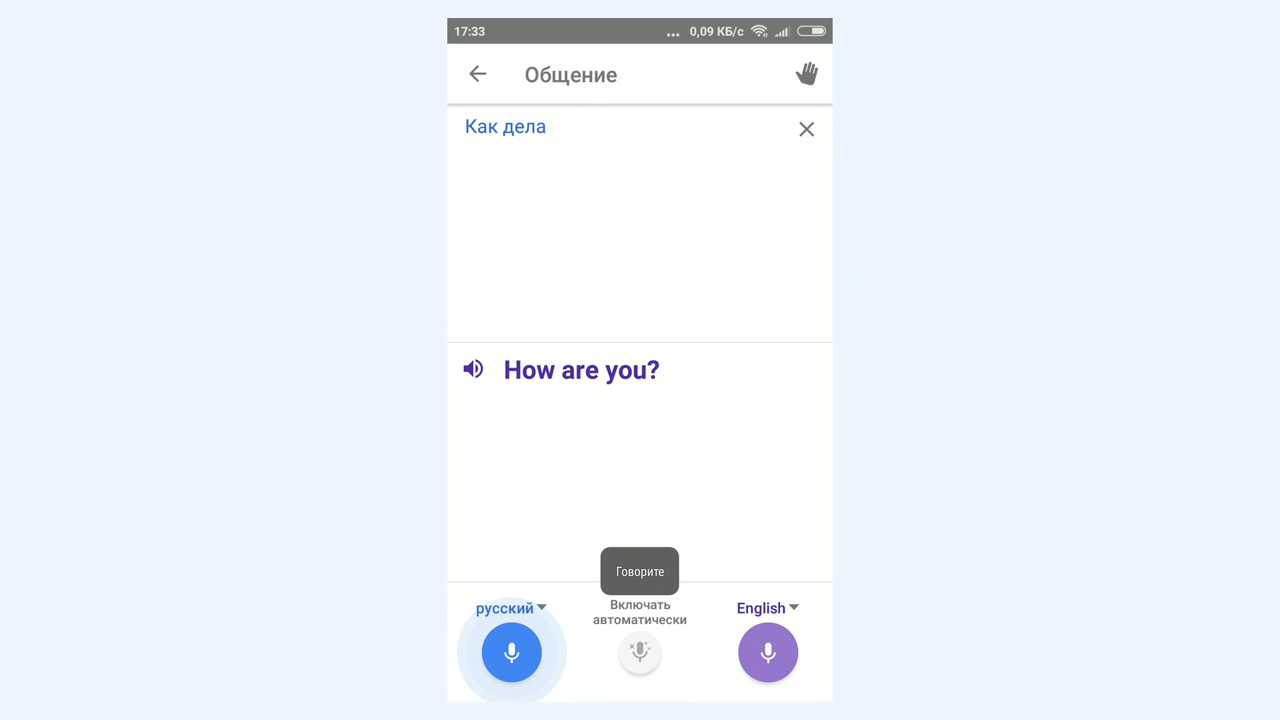 17:33 ... 0,09 КБ/с
Общение
Как дела
How are you?
Говорите
русский
Включать
автоматически
English